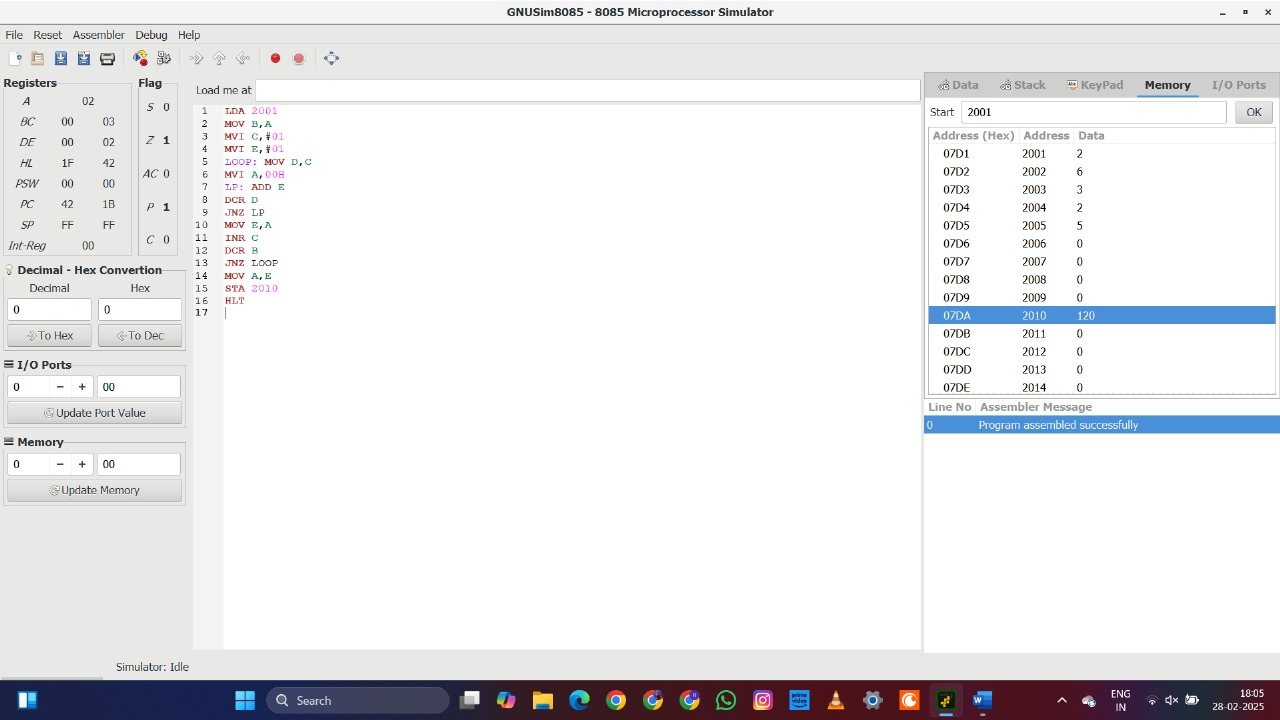 GNUSim8085 - 8085 Microprocessor Simulator
File Reset Assembler Debug Help
Registers
A 02
BC 00 03
DE 00 02
HL 1F 42
PSW 00 00
PC 42 1B
SP FF FF
Int-Reg 00
Flag
S 0
Z 1
AC 0
P 1
C 0
Decimal - Hex Convertion
Decimal Hex
0 0
To Hex To Dec
I/O Ports
0 − + 00
Update Port Value
Memory
0 − + 00
Update Memory
Load me at
1 LDA 2001
2 MOV B,A
3 MVI C,#01
4 MVI E,#01
5 LOOP: MOV D,C
6 MVI A,00H
7 LP: ADD E
8 DCR D
9 JNZ LP
10 MOV E,A
11 INR C
12 DCR B
13 JNZ LOOP
14 MOV A,E
15 STA 2010
16 HLT
17
Data Stack KeyPad Memory I/O Ports
Start 2001 OK
Address (Hex) Address Data
07D1 2001 2
07D2 2002 6
07D3 2003 3
07D4 2004 2
07D5 2005 5
07D6 2006 0
07D7 2007 0
07D8 2008 0
07D9 2009 0
07DA 2010 120
07DB 2011 0
07DC 2012 0
07DD 2013 0
07DE 2014 0
Line No Assembler Message
0 Program assembled successfully
Simulator: Idle
Search
ENG
IN
18:05
28-02-2025